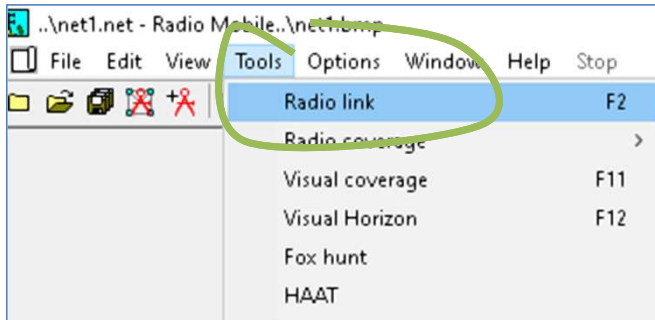 ..\net1.net - Radio Mobile..\net1.bmp
File Edit View Tools Options Window Help Stop
Radio link F2
Radio coverage >
Visual coverage F11
Visual Horizon F12
Fox hunt
HAAT